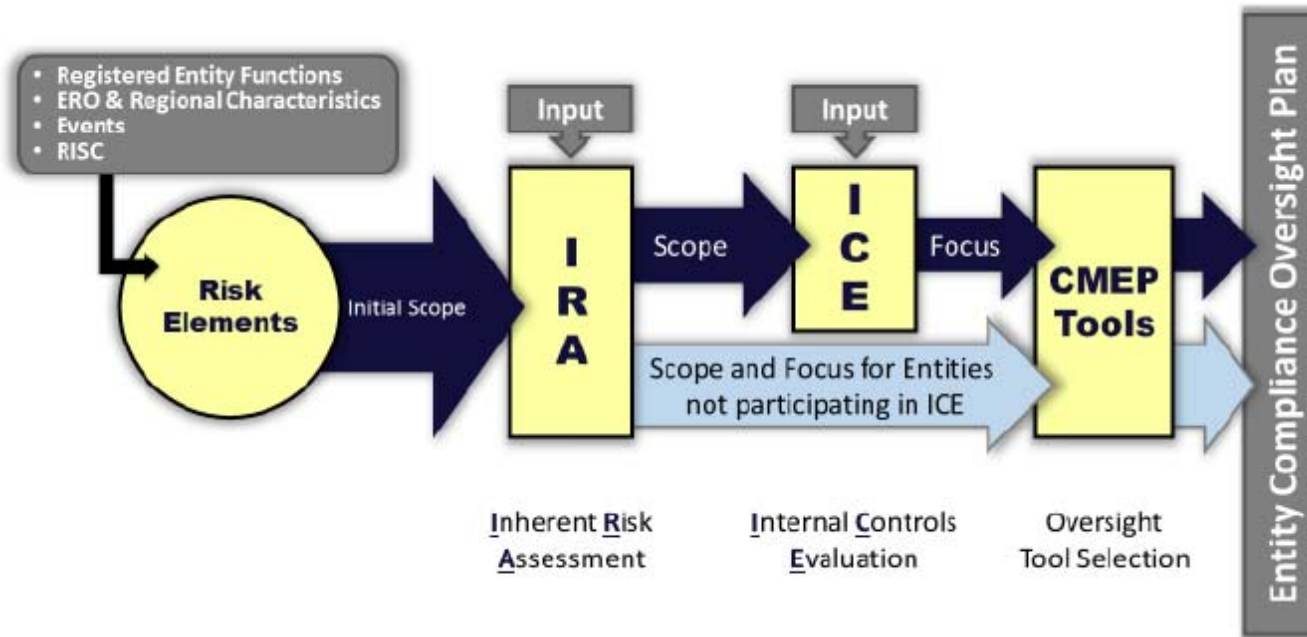 • Registered Entity Functions
• ERO & Regional Characteristics
• Events
• RISC
Input
Input
Risk
Elements
Initial Scope
I
R
A
Scope
I
C
E
Focus
CMEP
Tools
Scope and Focus for Entities
not participating in ICE
Inherent Risk
Assessment
Internal Controls
Evaluation
Oversight
Tool Selection
Entity Compliance Oversight Plan